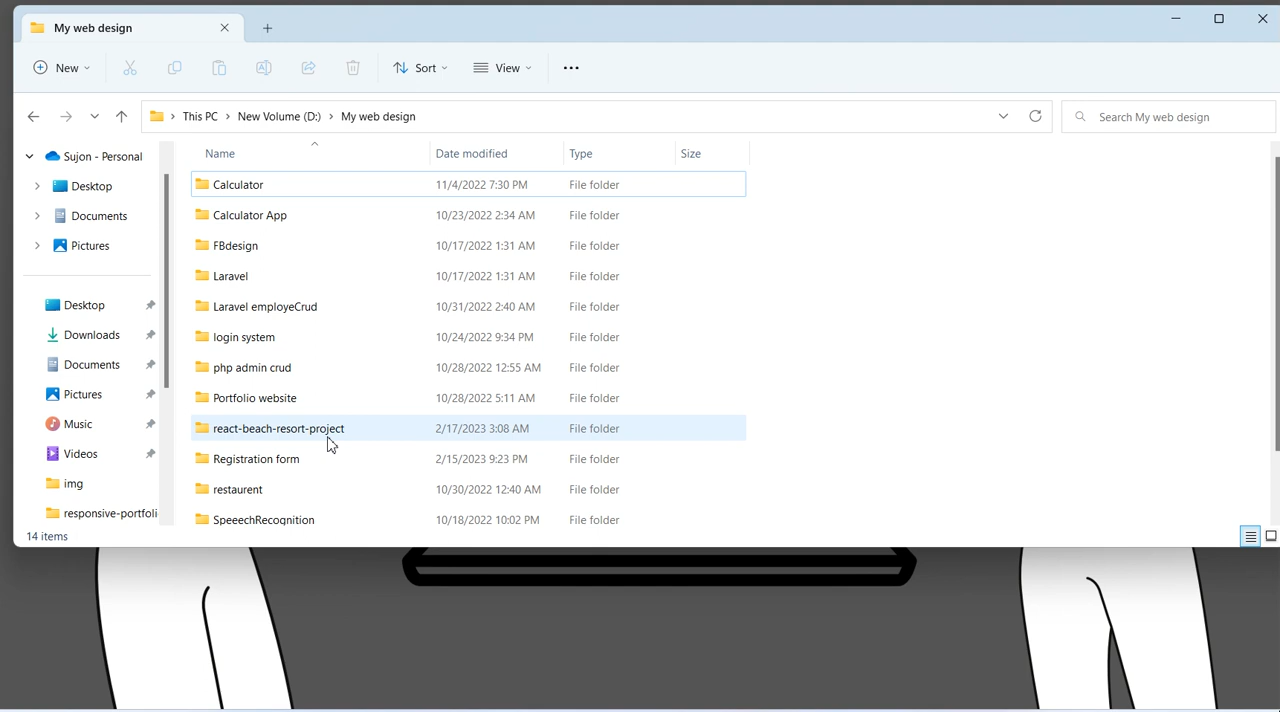 My web design
New Sort View
This PC > New Volume (D:) > My web design Search My web design
Sujon - Personal
Desktop
Documents
Pictures
Desktop
Downloads
Documents
Pictures
Music
Videos
img
responsive-portfoli
Name Date modified Type Size
Calculator 11/4/2022 7:30 PM File folder
Calculator App 10/23/2022 2:34 AM File folder
FBdesign 10/17/2022 1:31 AM File folder
Laravel 10/17/2022 1:31 AM File folder
Laravel employeCrud 10/31/2022 2:40 AM File folder
login system 10/24/2022 9:34 PM File folder
php admin crud 10/28/2022 12:55 AM File folder
Portfolio website 10/28/2022 5:11 AM File folder
react-beach-resort-project 2/17/2023 3:08 AM File folder
Registration form 2/15/2023 9:23 PM File folder
restaurent 10/30/2022 12:40 AM File folder
SpeeechRecognition 10/18/2022 10:02 PM File folder
14 items